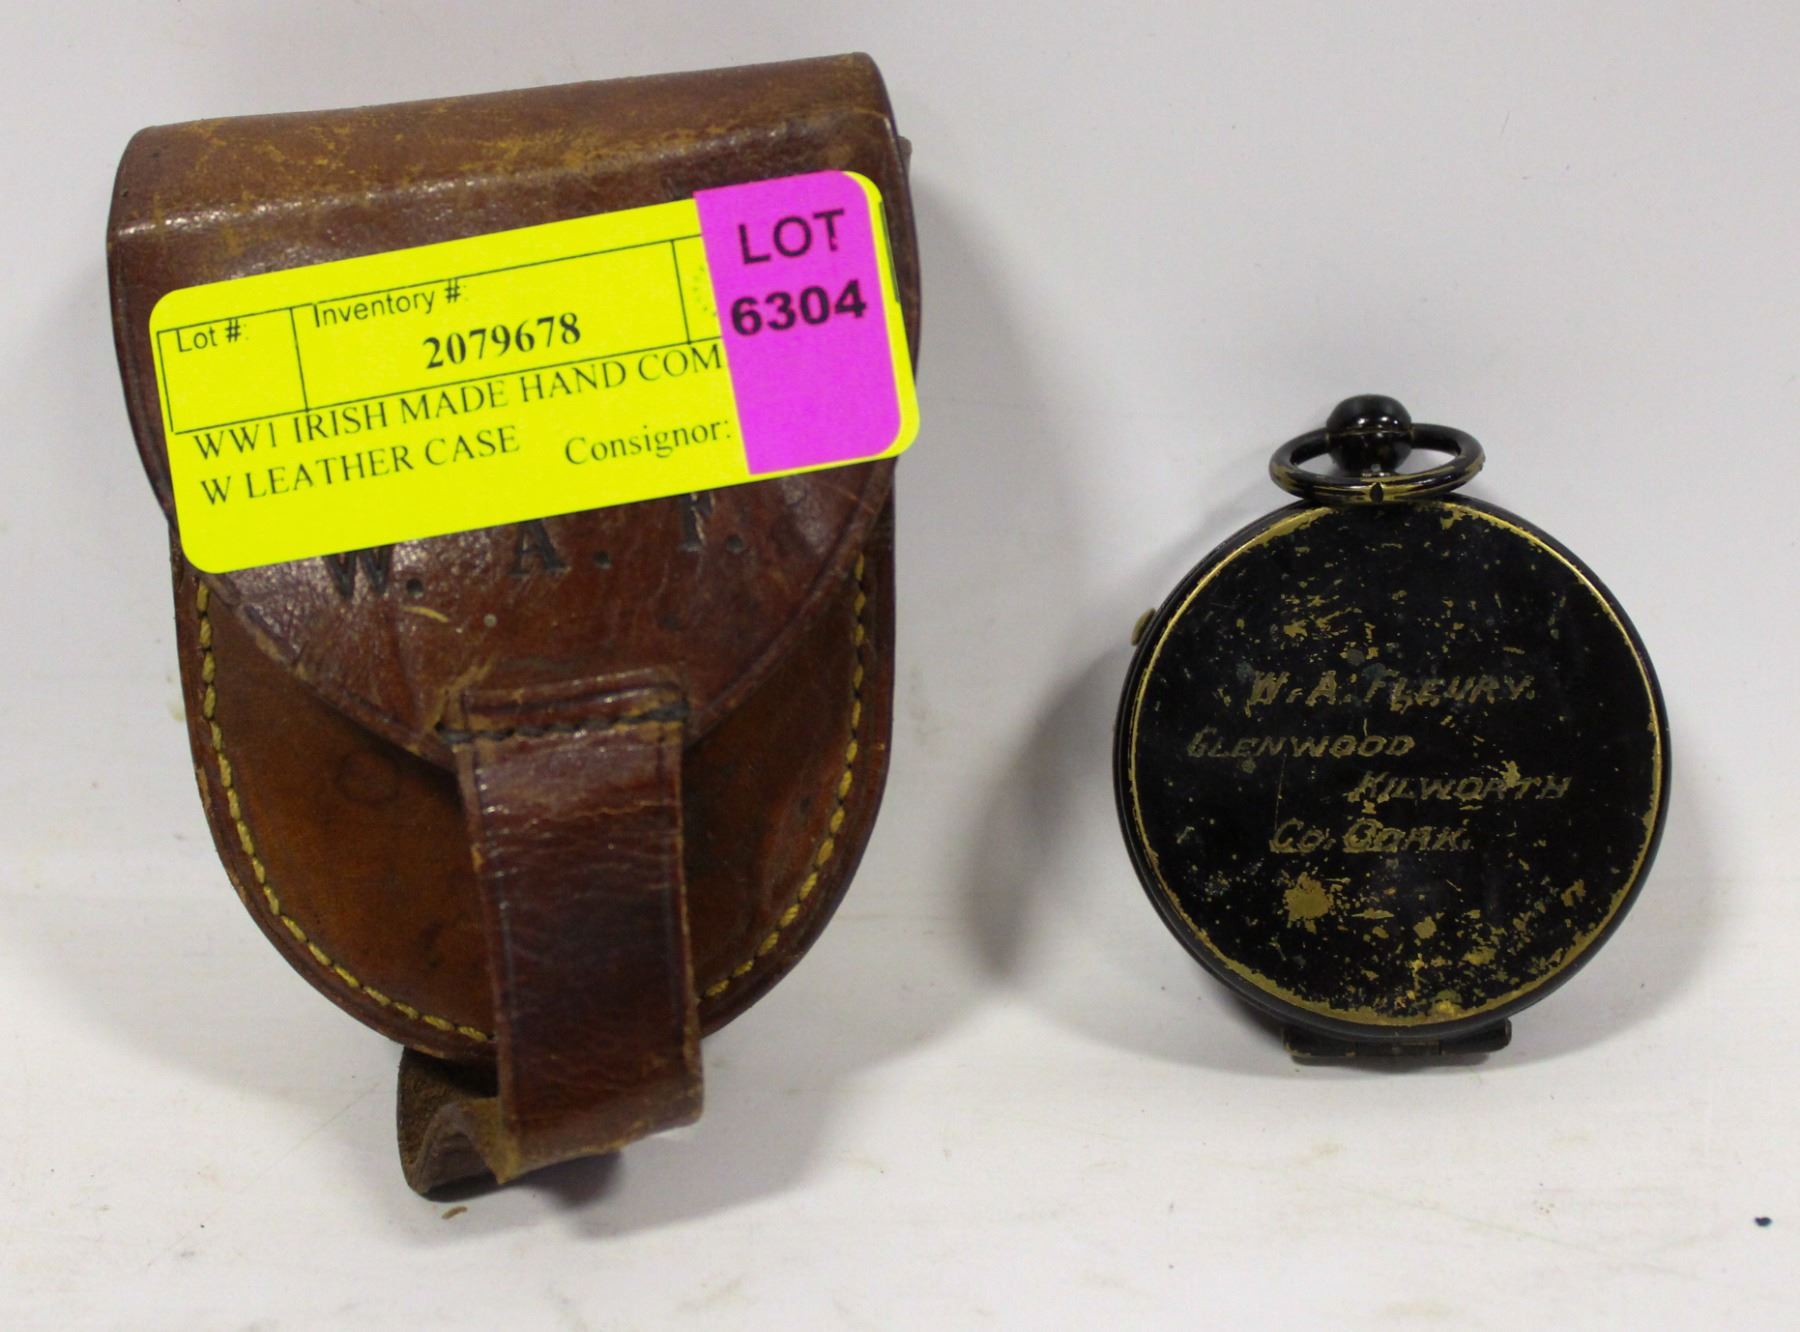 LOT
6304
Lot #:
Inventory #:
2079678
WW1 IRISH MADE HAND COM
W LEATHER CASE Consignor:
W. A. F.
W. A. FLEURY.
GLENWOOD
KILWORTH
Co. CORK.